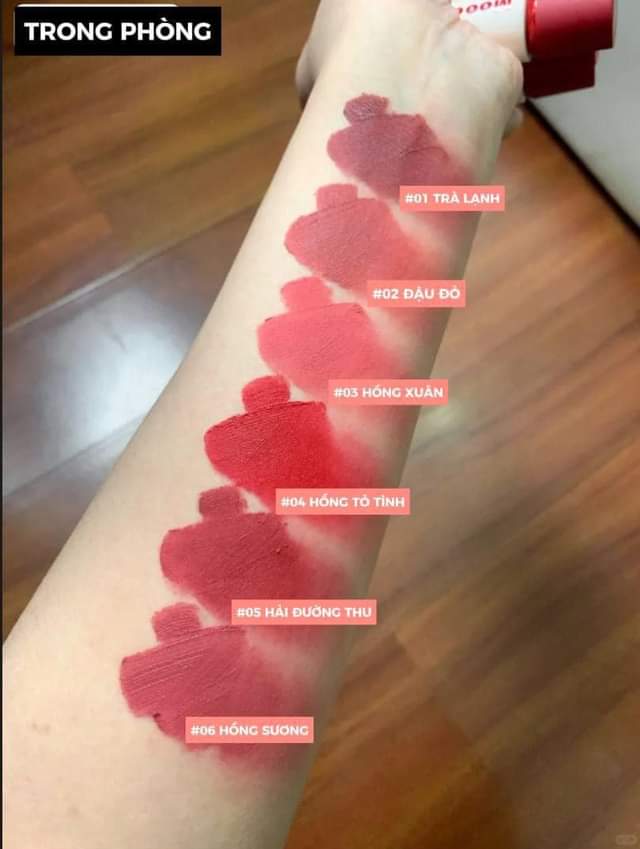 TRONG PHÒNG
#01 TRÀ LẠNH
#02 ĐẬU ĐỎ
#03 HỒNG XUÂN
#04 HỒNG TỎ TÌNH
#05 HẢI ĐƯỜNG THU
#06 HỒNG SƯƠNG